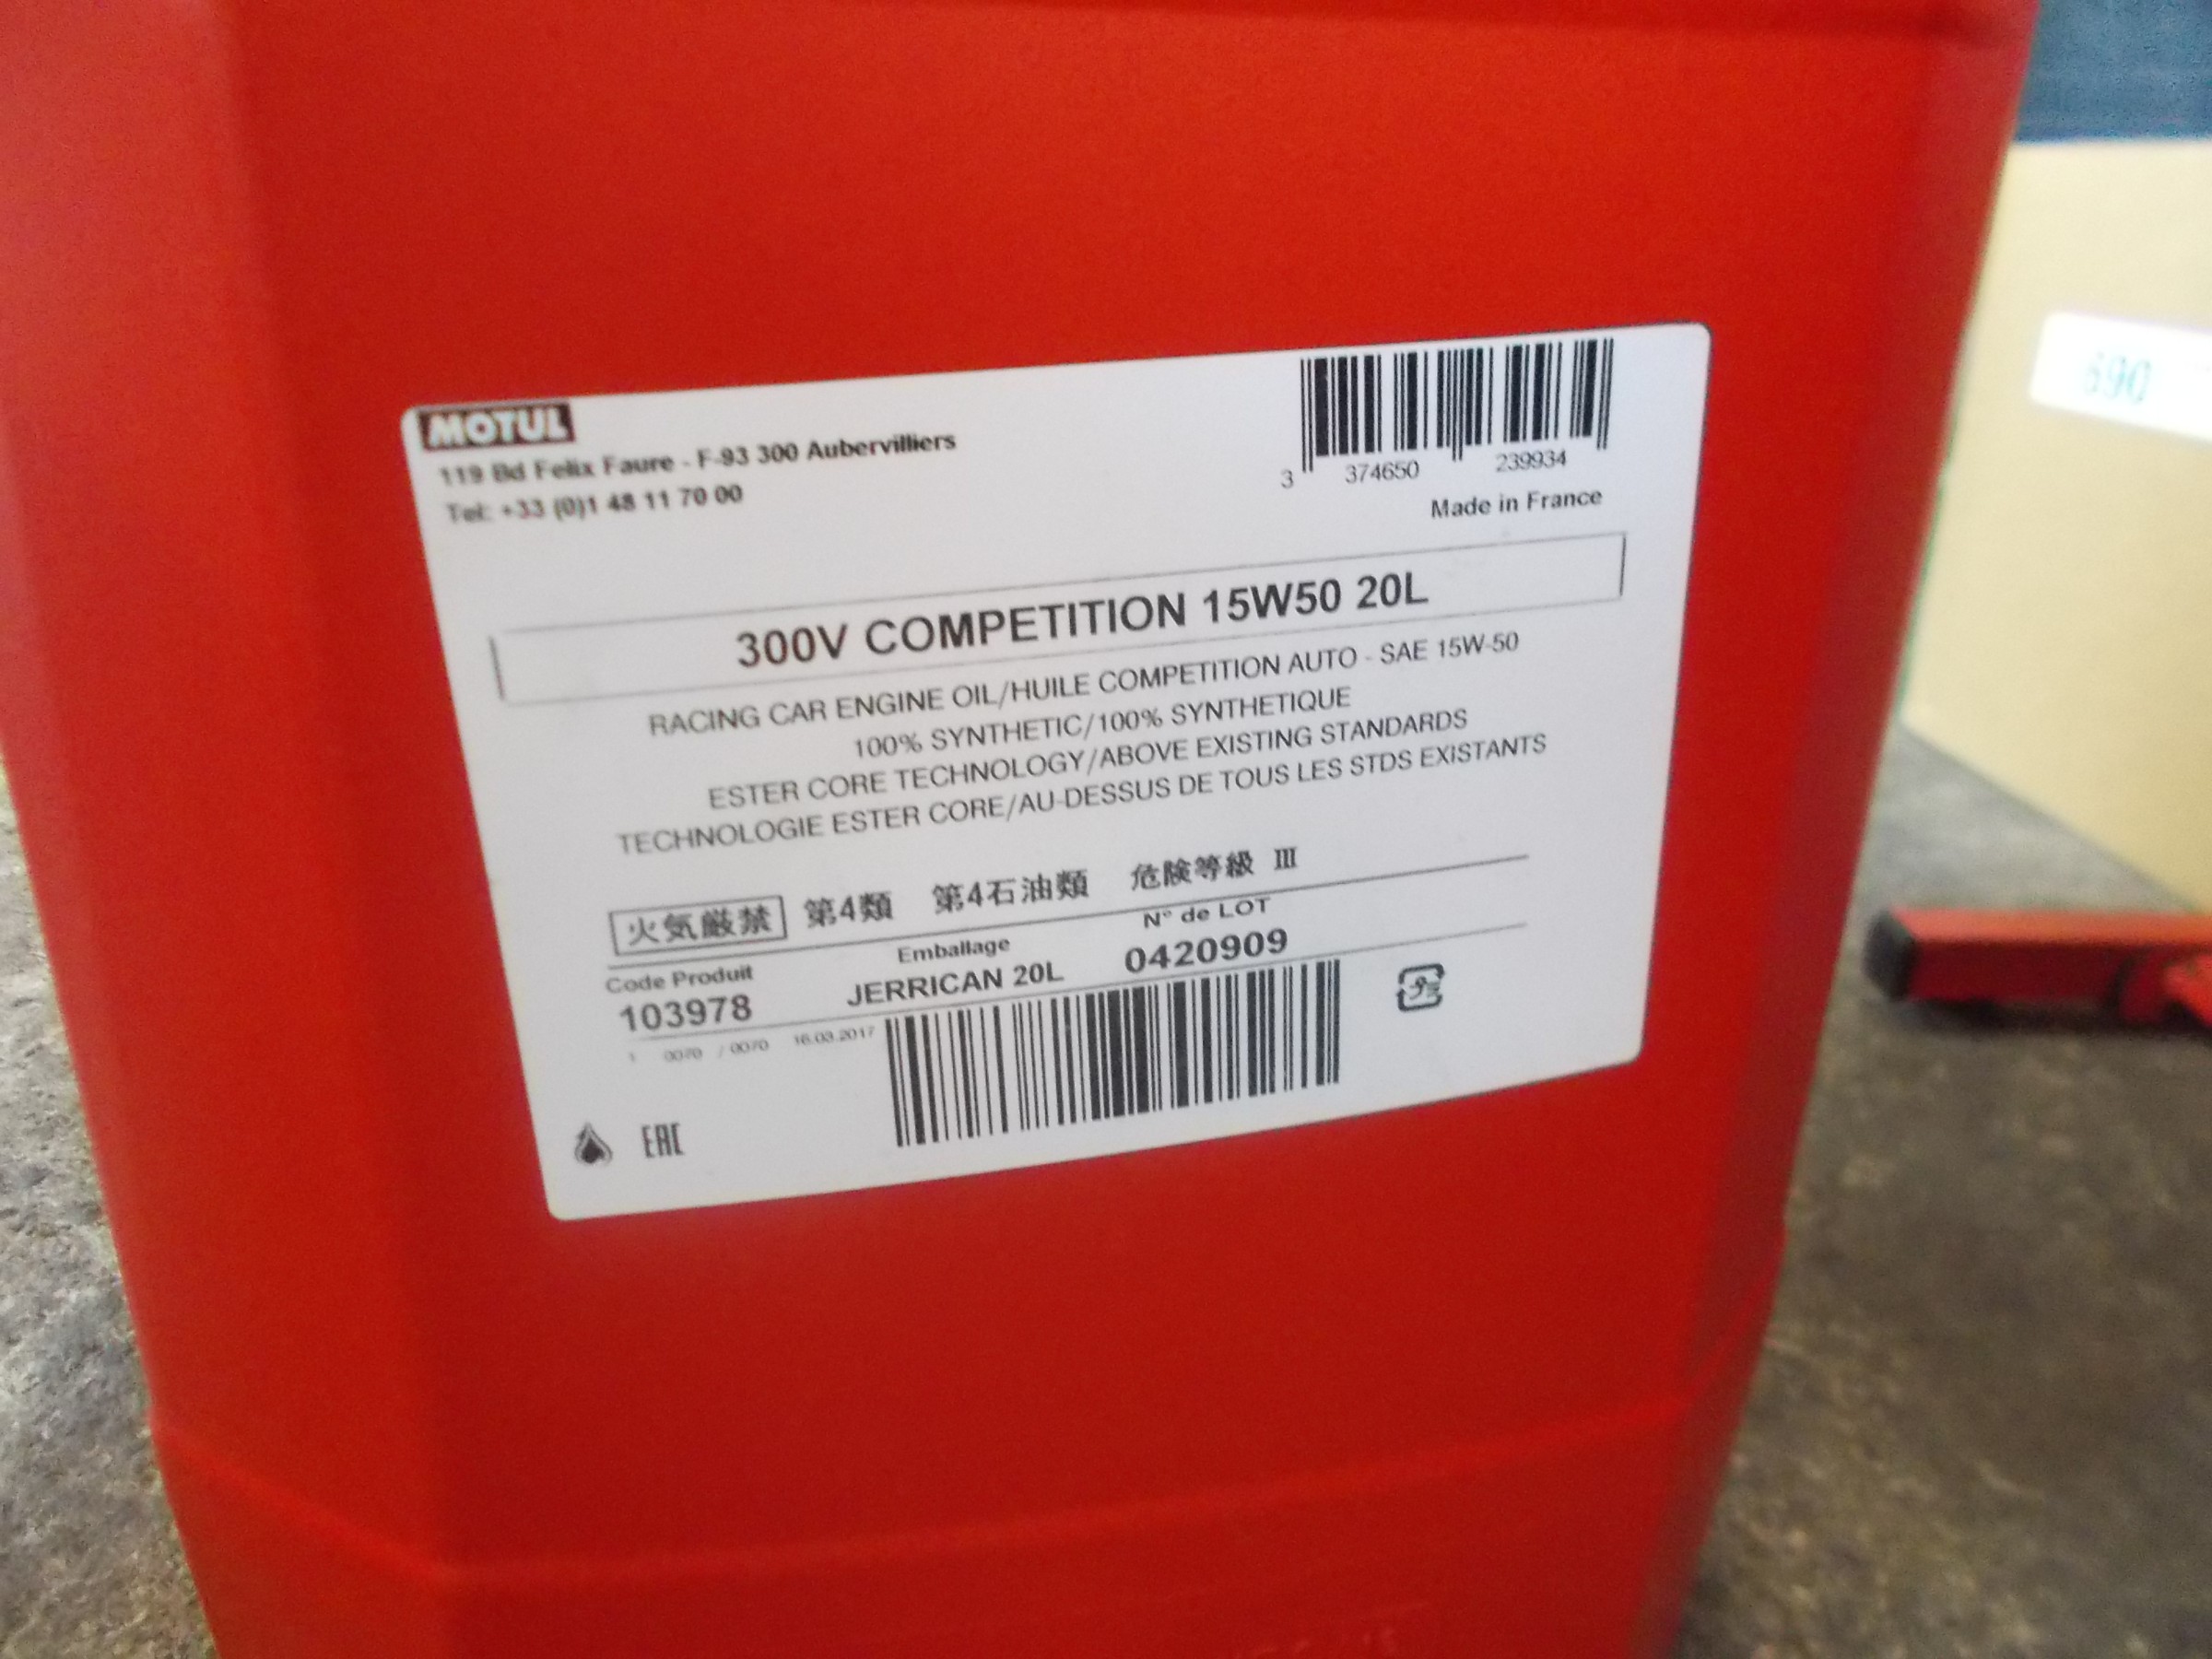 MOTUL
119 Bd Felix Faure - F-93 300 Aubervilliers
Tel: +33 (0)1 48 11 70 00
3 374650 239934
Made in France
300V COMPETITION 15W50 20L
RACING CAR ENGINE OIL/HUILE COMPETITION AUTO - SAE 15W-50
100% SYNTHETIC/100% SYNTHETIQUE
ESTER CORE TECHNOLOGY/ABOVE EXISTING STANDARDS
TECHNOLOGIE ESTER CORE/AU-DESSUS DE TOUS LES STDS EXISTANTS
火気厳禁 第4類 第4石油類 危険等級 III
Code Produit Emballage N° de LOT
103978 JERRICAN 20L 0420909
1 0070 / 0070 16.03.2017
EAC
690